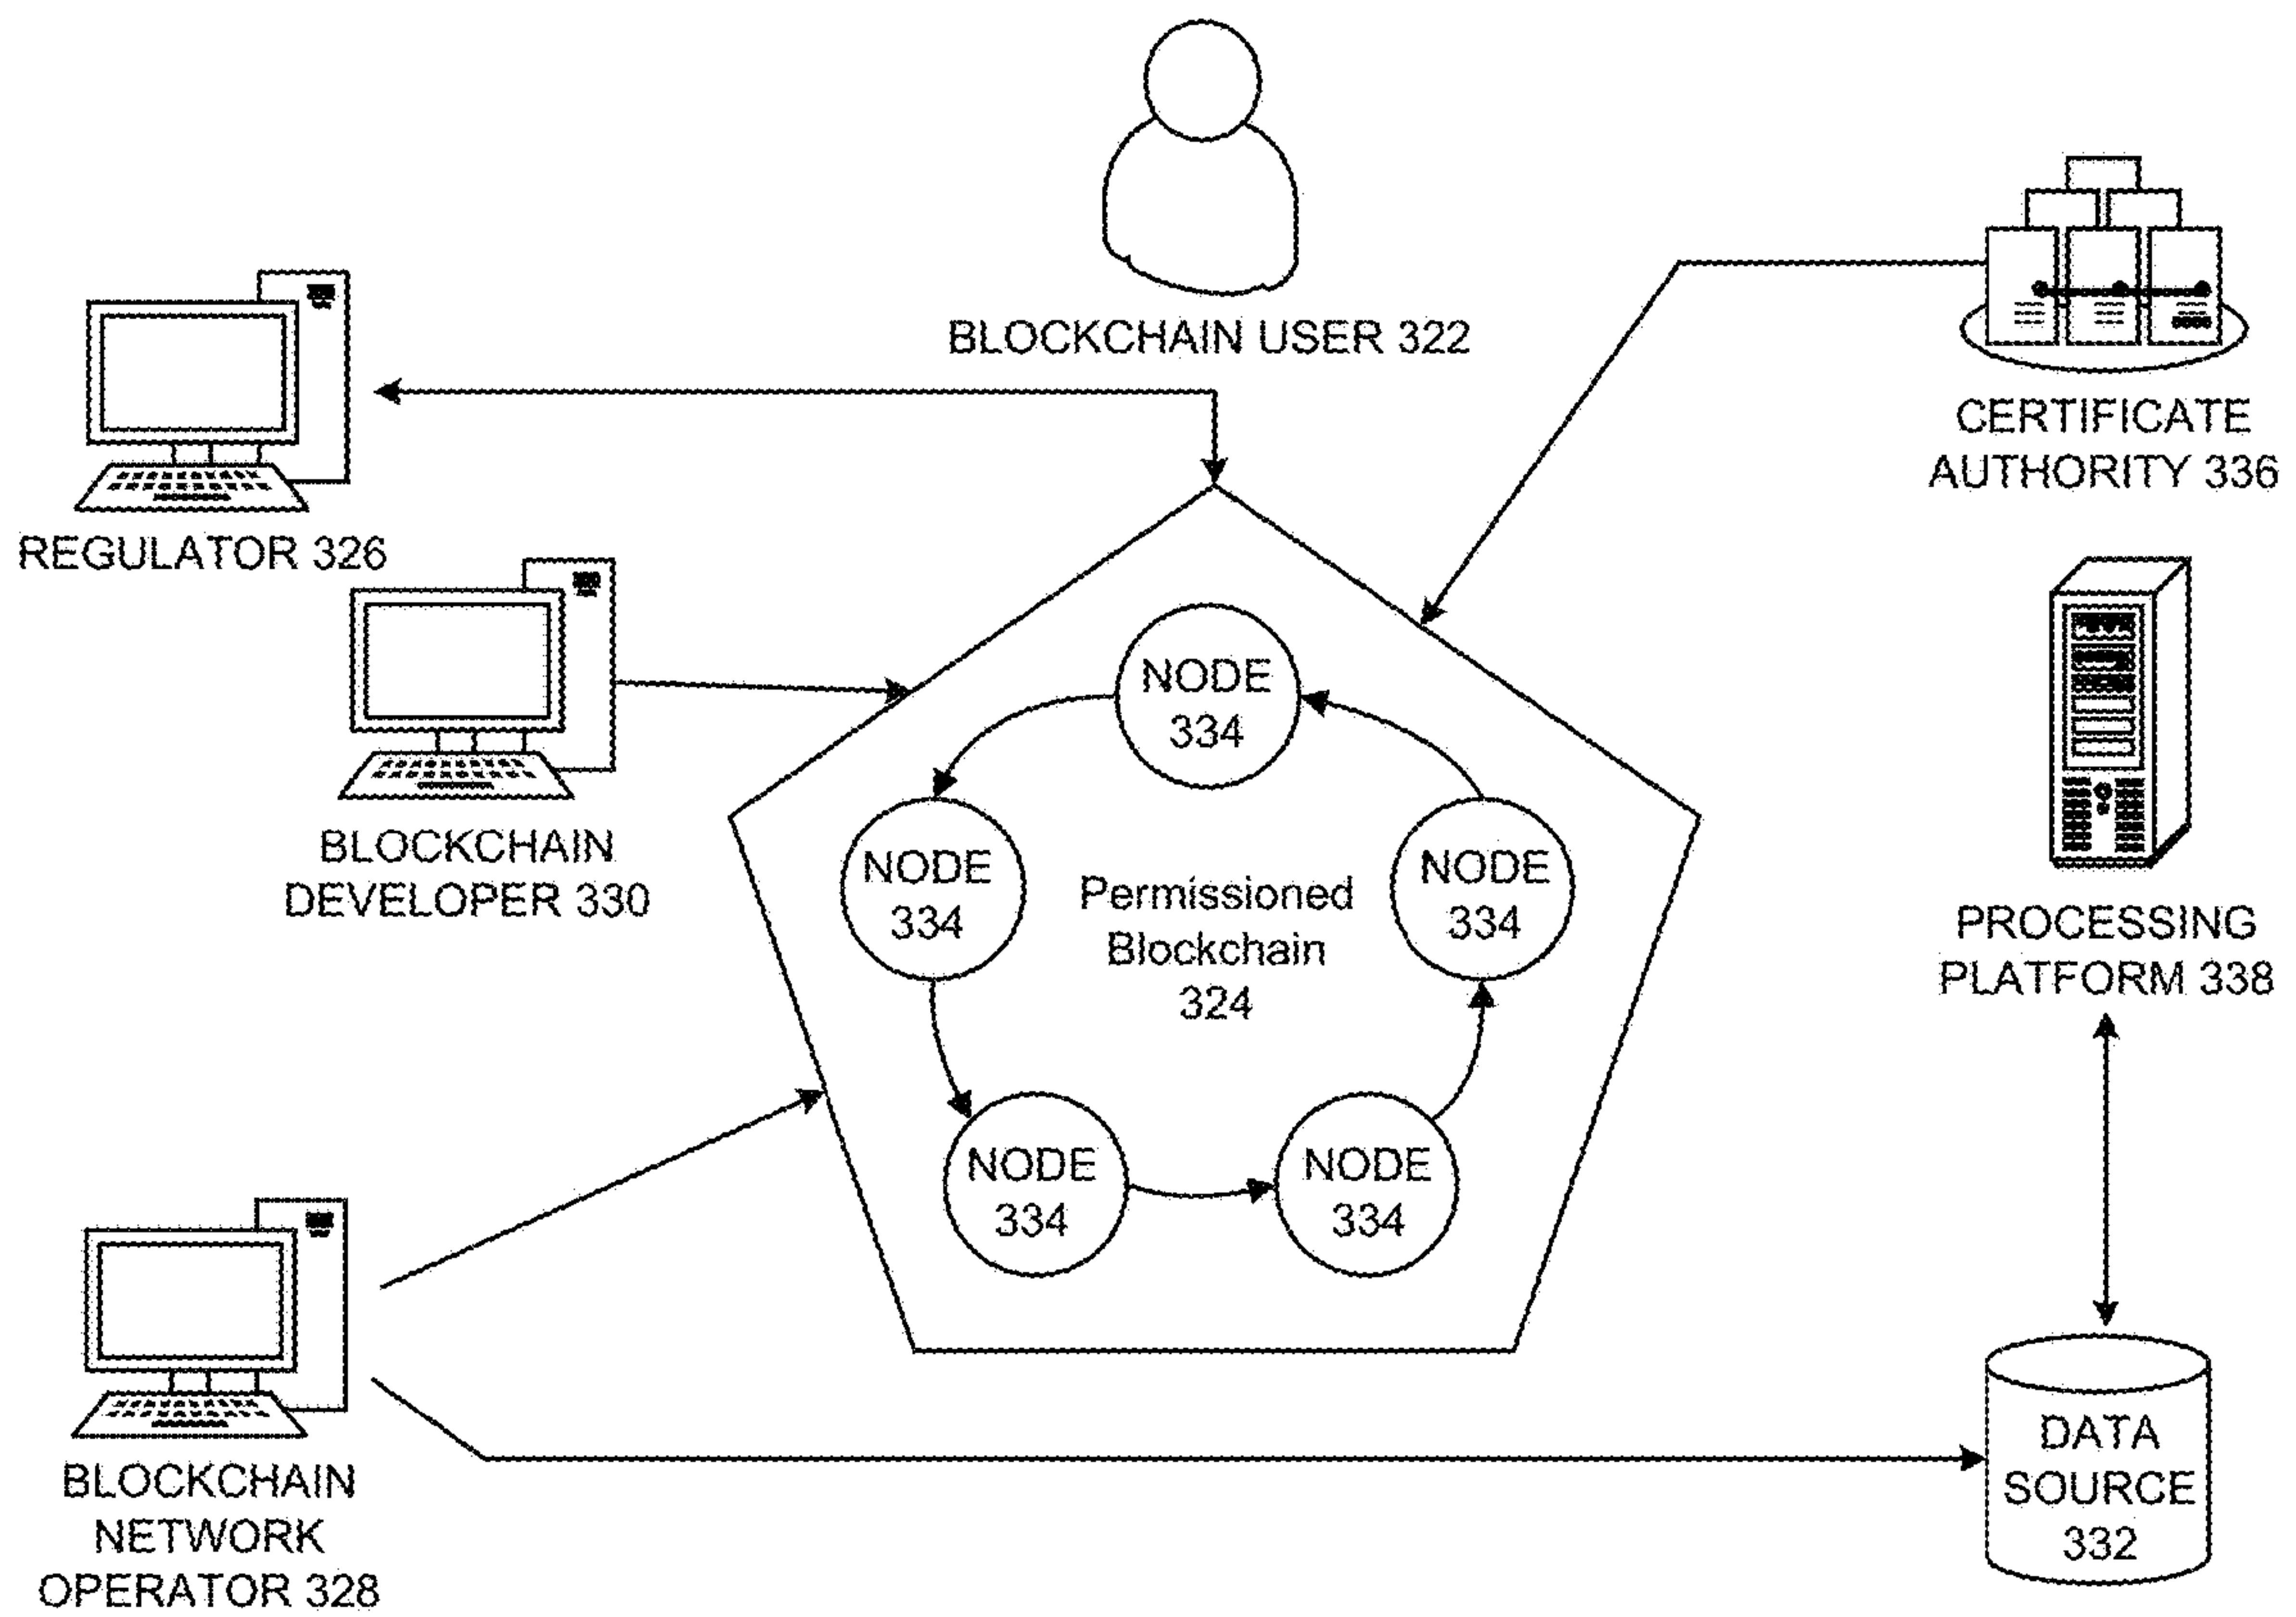 BLOCKCHAIN USER 322
CERTIFICATE
AUTHORITY 336
REGULATOR 326
BLOCKCHAIN
DEVELOPER 330
NODE
334
NODE
334
Permissioned
Blockchain
324
NODE
334
NODE
334
NODE
334
PROCESSING
PLATFORM 338
BLOCKCHAIN
NETWORK
OPERATOR 328
DATA
SOURCE
332